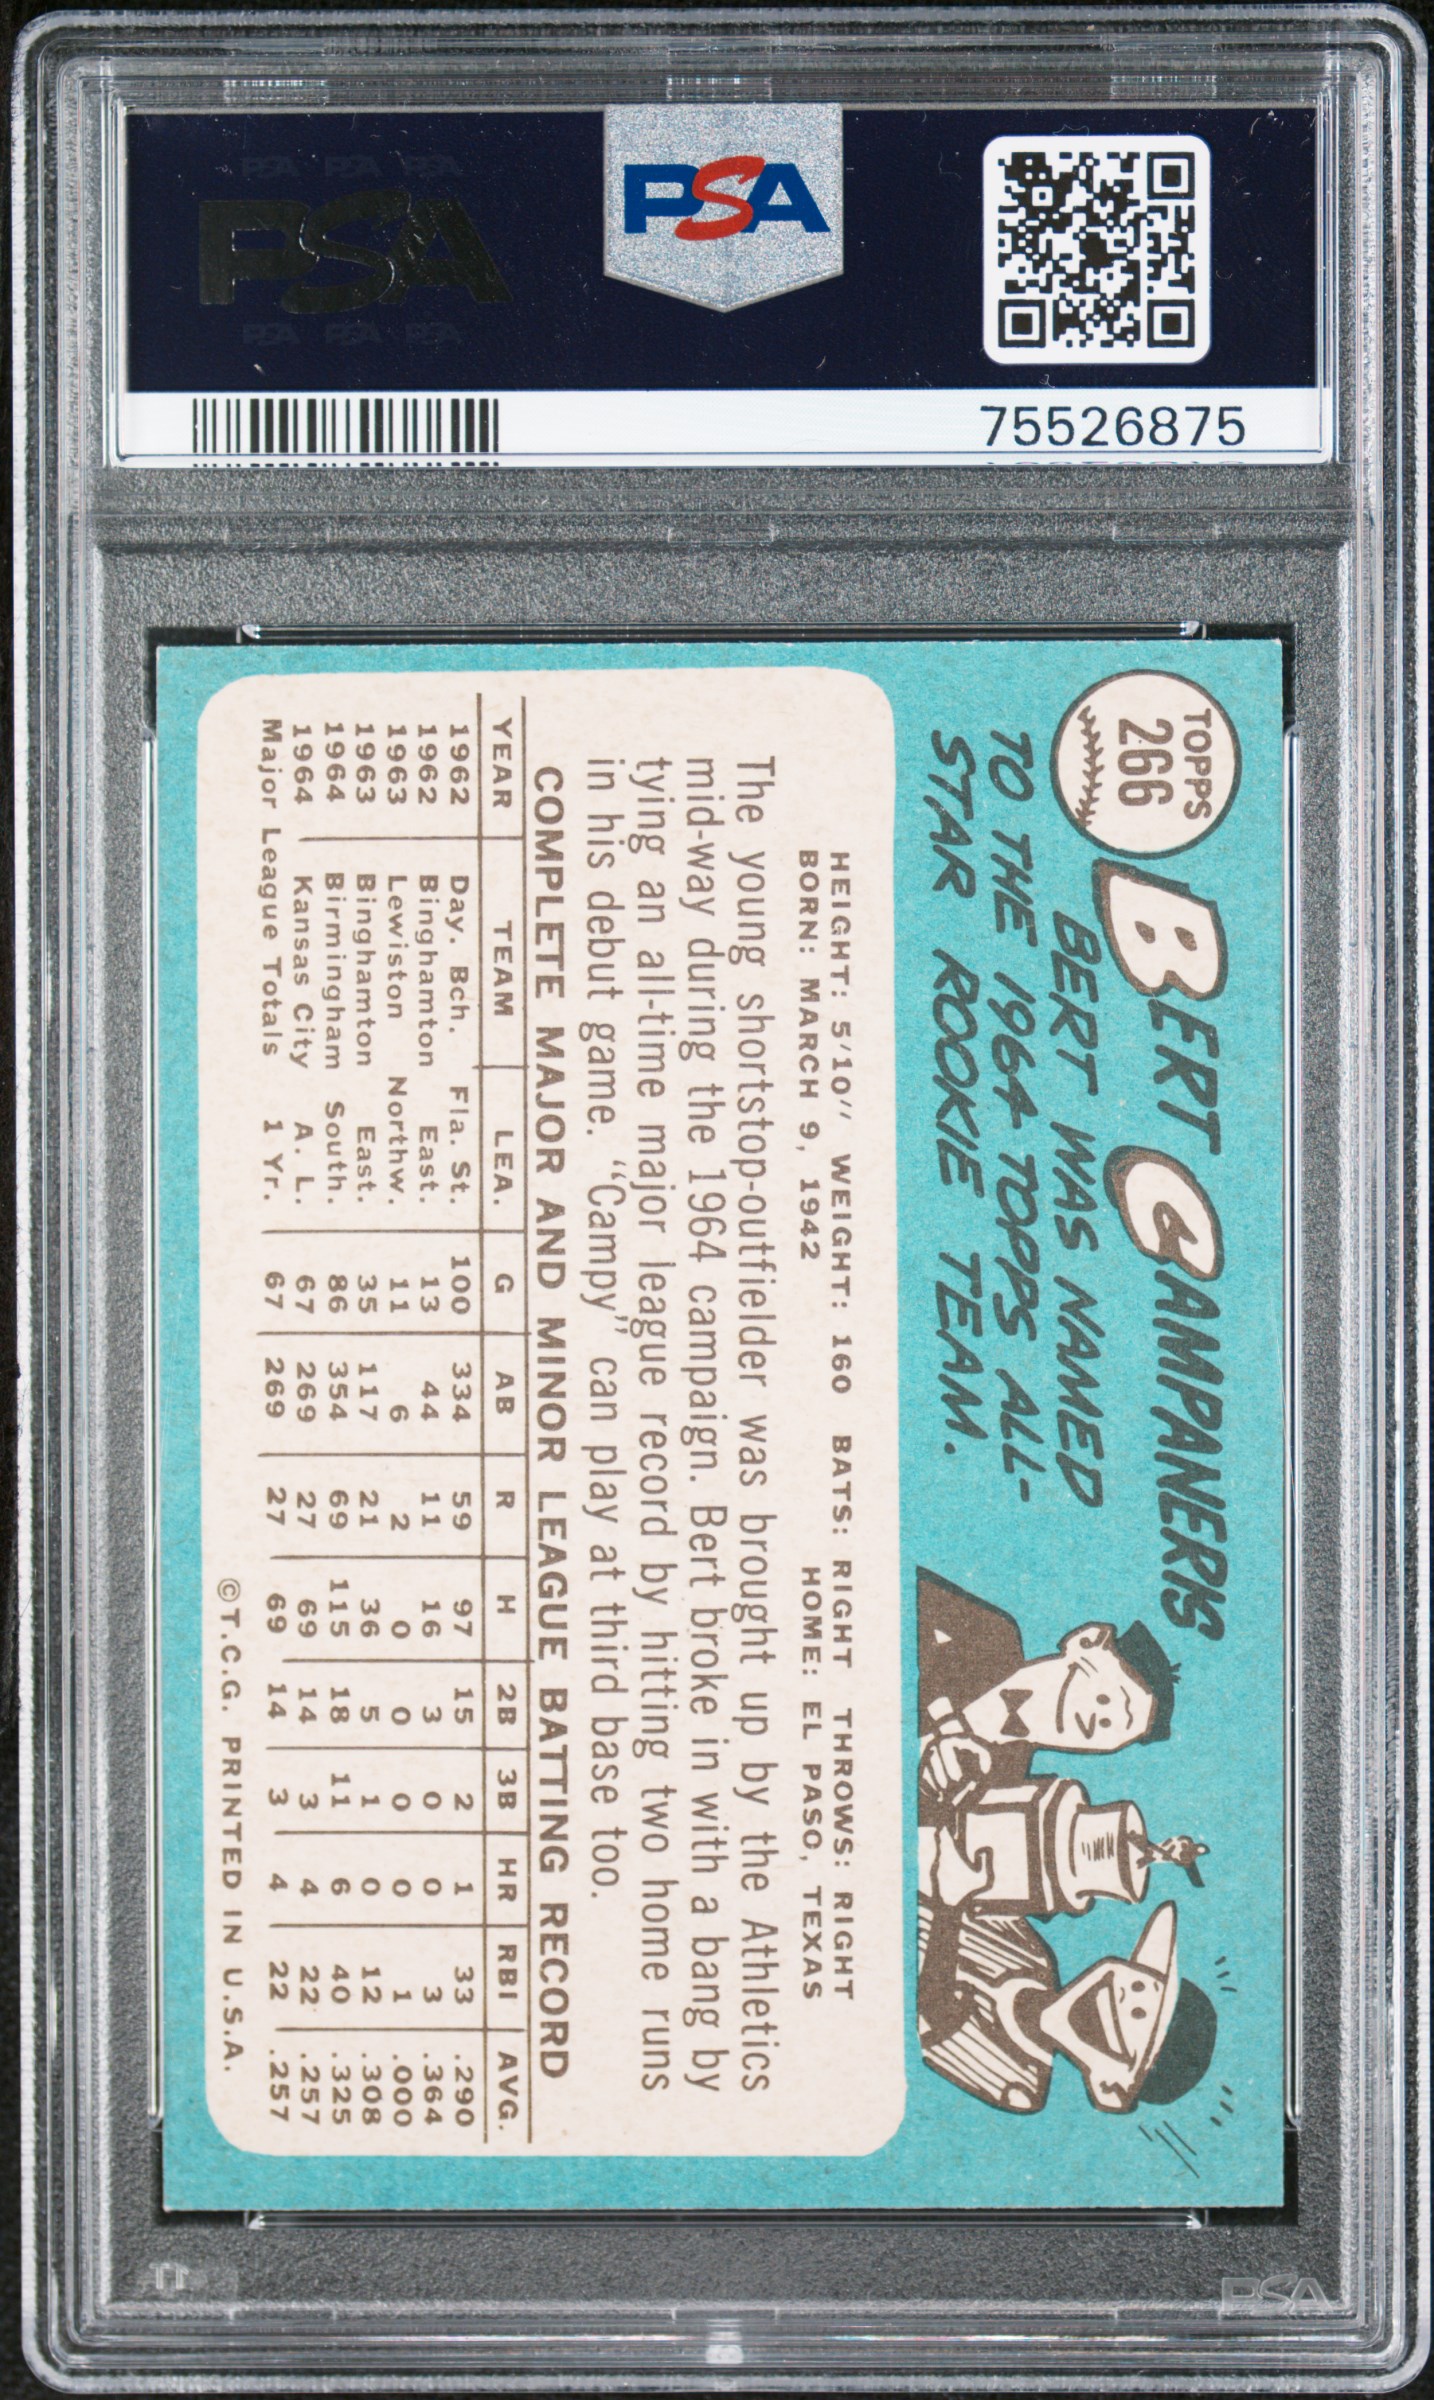 PSA PSA PSA
PSA
PSA PSA PSA
PSA
75526875
TOPPS
266
BERT CAMPANERIS
BERT WAS NAMED
TO THE 1964 TOPPS ALL-
STAR ROOKIE TEAM.
HEIGHT: 5'10" WEIGHT: 160 BATS: RIGHT THROWS: RIGHT
BORN: MARCH 9, 1942 HOME: EL PASO, TEXAS
The young shortstop-outfielder was brought up by the Athletics
mid-way during the 1964 campaign. Bert broke in with a bang by
tying an all-time major league record by hitting two home runs
in his debut game. "Campy" can play at third base too.
COMPLETE MAJOR AND MINOR LEAGUE BATTING RECORD
YEAR TEAM LEA. G AB R H 2B 3B HR RBI AVG.
1962 Day. Bch. Fla. St. 100 334 59 97 15 2 1 33 .290
1962 Binghamton East. 13 44 11 16 3 0 0 3 .364
1963 Lewiston Northw. 11 6 2 0 0 0 0 1 .000
1963 Binghamton East. 35 117 21 36 5 1 0 12 .308
1964 Birmingham South. 86 354 69 115 18 11 6 40 .325
1964 Kansas City A. L. 67 269 27 69 14 3 4 22 .257
Major League Totals 1 Yr. 67 269 27 69 14 3 4 22 .257
©T.C.G. PRINTED IN U.S.A.
PSA